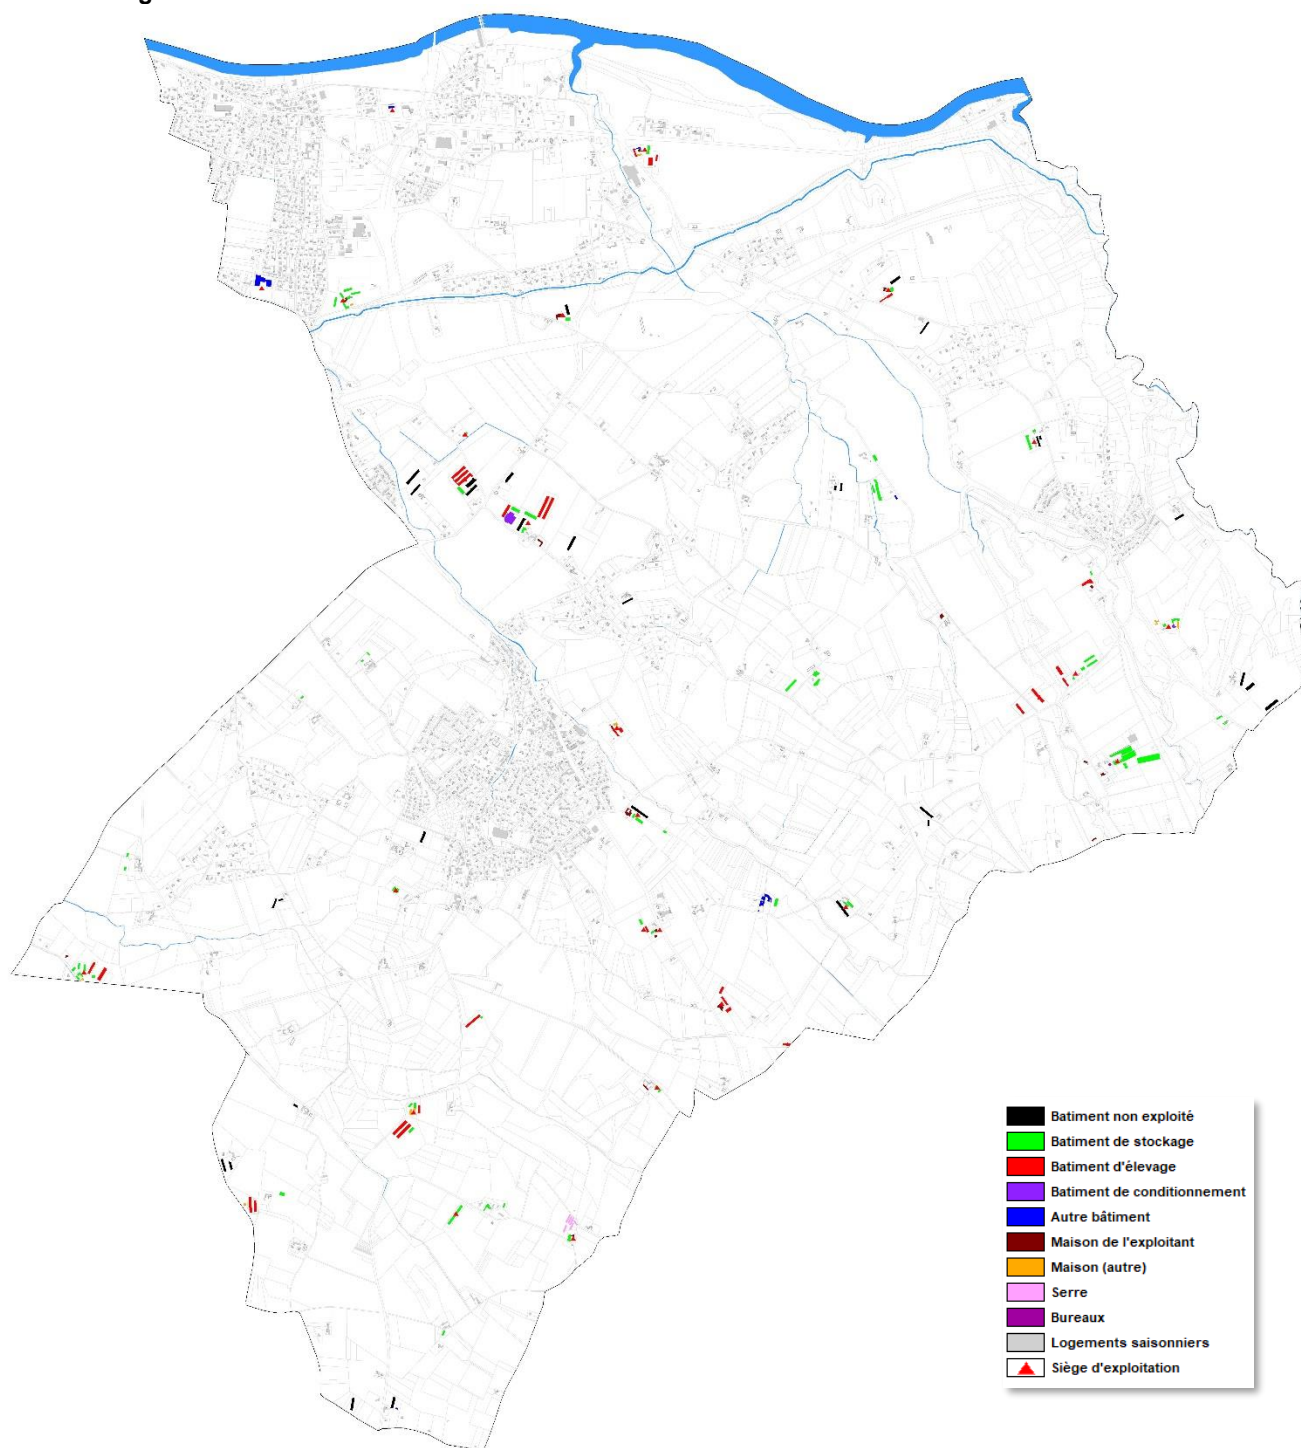 Batiment non exploité
Batiment de stockage
Batiment d'élevage
Batiment de conditionnement
Autre bâtiment
Maison de l'exploitant
Maison (autre)
Serre
Bureaux
Logements saisonniers
Siège d'exploitation